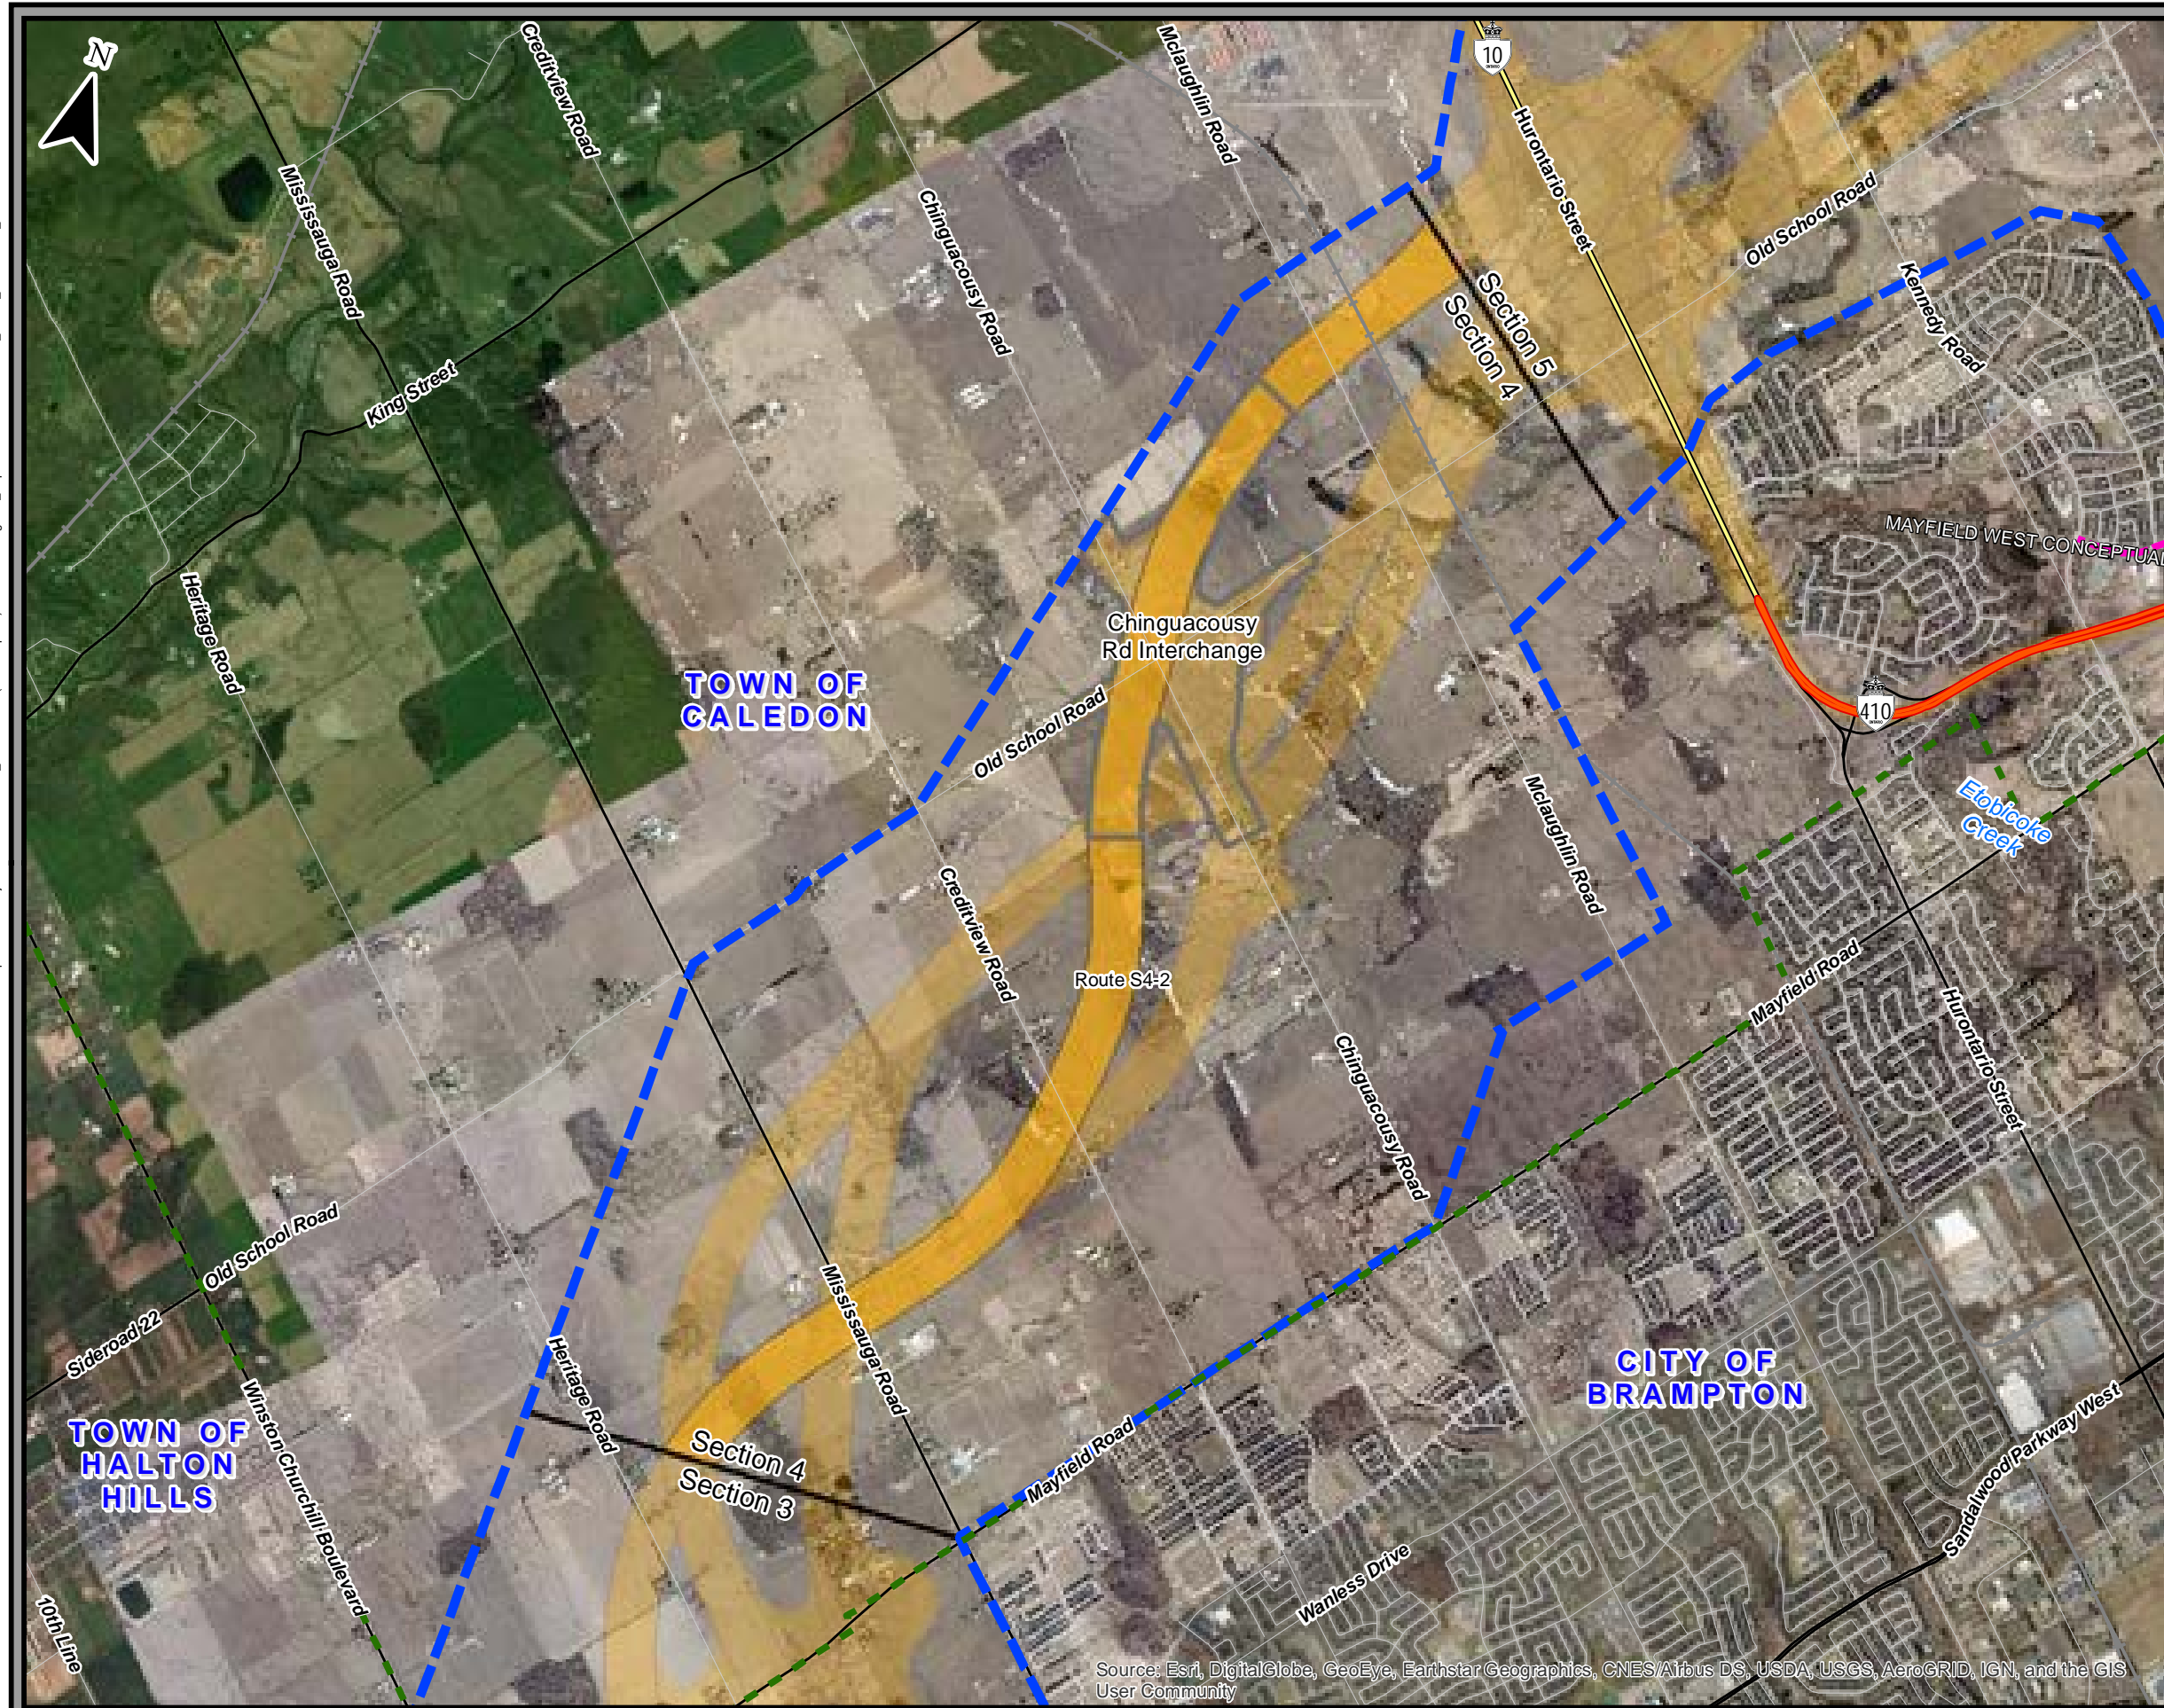 N
Creditview Road
Mclaughlin Road
10
ONTARIO
Hurontario Street
Mississauga Road
Chinguacousy Road
Old School Road
Kennedy Road
Section 5
Section 4
King Street
MAYFIELD WEST CONCEPTUAL
Heritage Road
Chinguacousy
Rd Interchange
TOWN OF
CALEDON
Old School Road
410
ONTARIO
Etobicoke
Creek
Mclaughlin Road
Creditview Road
Route S4-2
Mayfield Road
Hurontario Street
Chinguacousy Road
Old School Road
Sideroad 22
Mississauga Road
Heritage Road
CITY OF
BRAMPTON
Winston Churchill Boulevard
TOWN OF
HALTON
HILLS
Section 4
Section 3
Mayfield Road
Sandalwood Parkway West
Wanless Drive
10th Line
Source: Esri, DigitalGlobe, GeoEye, Earthstar Geographics, CNES/Airbus DS, USDA, USGS, AeroGRID, IGN, and the GIS
User Community